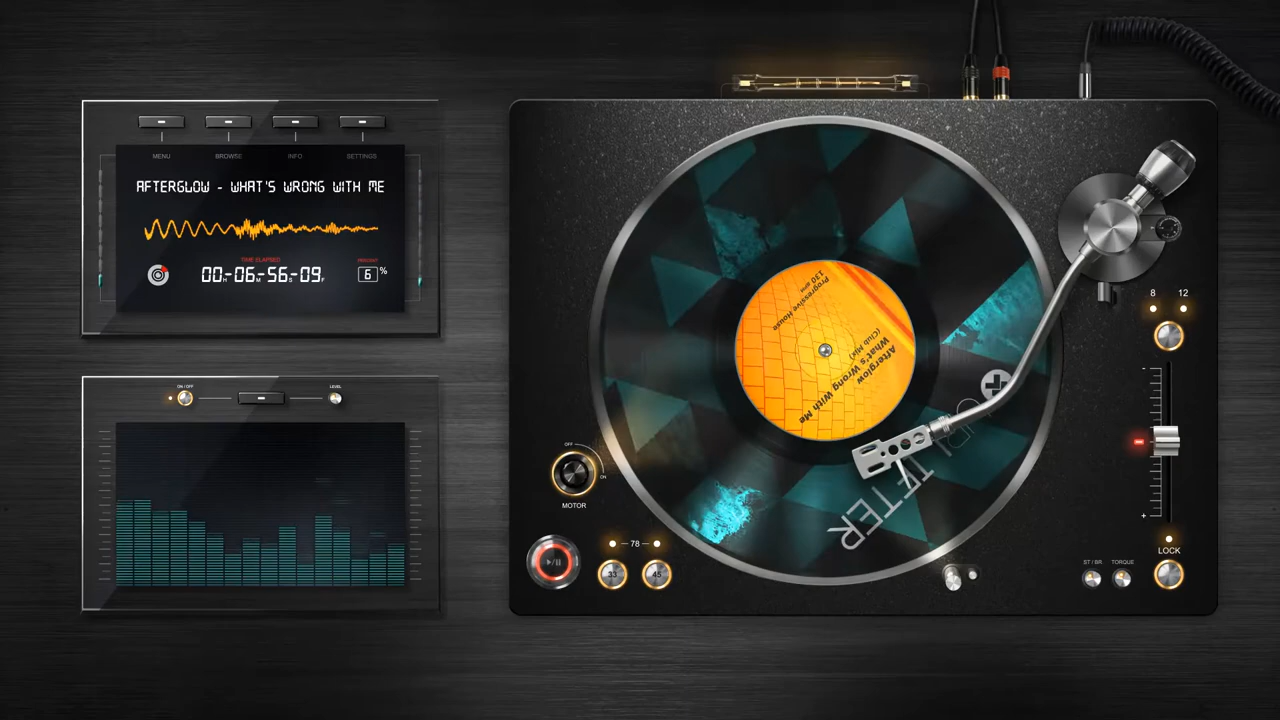 MENU
BROWSE
INFO
SETTINGS
AFTERGLOW - WHAT'S WRONG WITH ME
TIME ELAPSED
00H-06M-56S-09F
6 %
ON / OFF
LEVEL
Afterglow
What's Wrong With Me
(Club Mix)
Progressive House
130 BPM
OFF
ON
MOTOR
78
33
45
8
12
-
+
LOCK
ST / BR
TORQUE